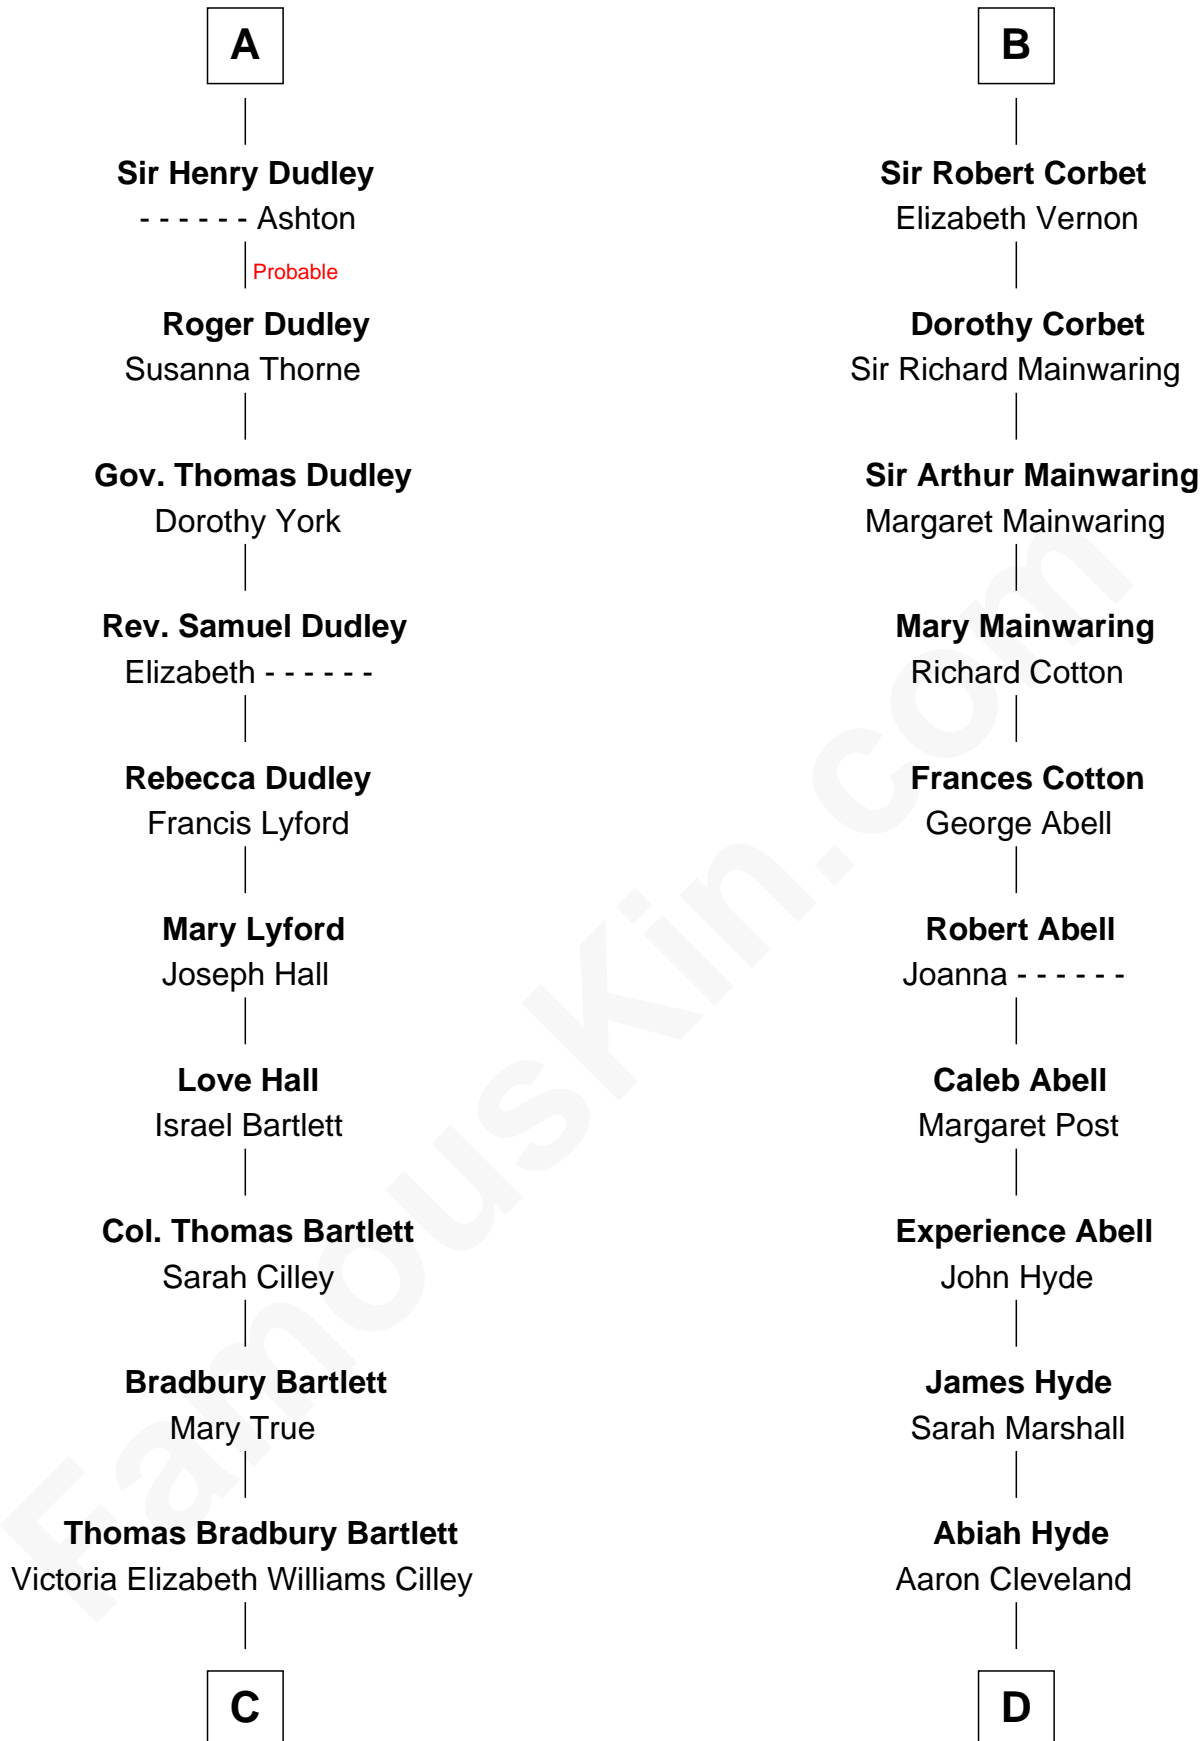 A
Sir Henry Dudley
- - - - - - Ashton
Probable
Roger Dudley
Susanna Thorne
Gov. Thomas Dudley
Dorothy York
Rev. Samuel Dudley
Elizabeth - - - - - -
Rebecca Dudley
Francis Lyford
Mary Lyford
Joseph Hall
Love Hall
Israel Bartlett
Col. Thomas Bartlett
Sarah Cilley
Bradbury Bartlett
Mary True
Thomas Bradbury Bartlett
Victoria Elizabeth Williams Cilley
C
B
Sir Robert Corbet
Elizabeth Vernon
Dorothy Corbet
Sir Richard Mainwaring
Sir Arthur Mainwaring
Margaret Mainwaring
Mary Mainwaring
Richard Cotton
Frances Cotton
George Abell
Robert Abell
Joanna - - - - - -
Caleb Abell
Margaret Post
Experience Abell
John Hyde
James Hyde
Sarah Marshall
Abiah Hyde
Aaron Cleveland
D
FamousKin.com